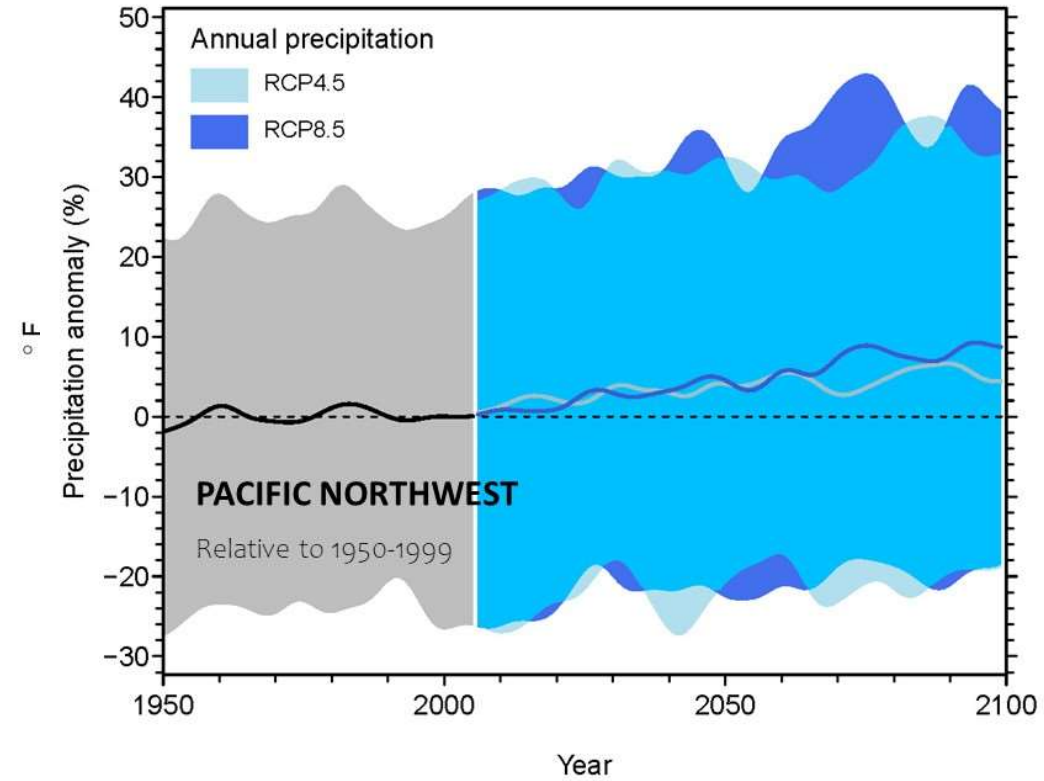 Annual precipitation
RCP4.5
RCP8.5
50
40
30
20
10
0
−10
−20
−30
Precipitation anomaly (%)
° F
PACIFIC NORTHWEST
Relative to 1950-1999
1950
2000
2050
2100
Year